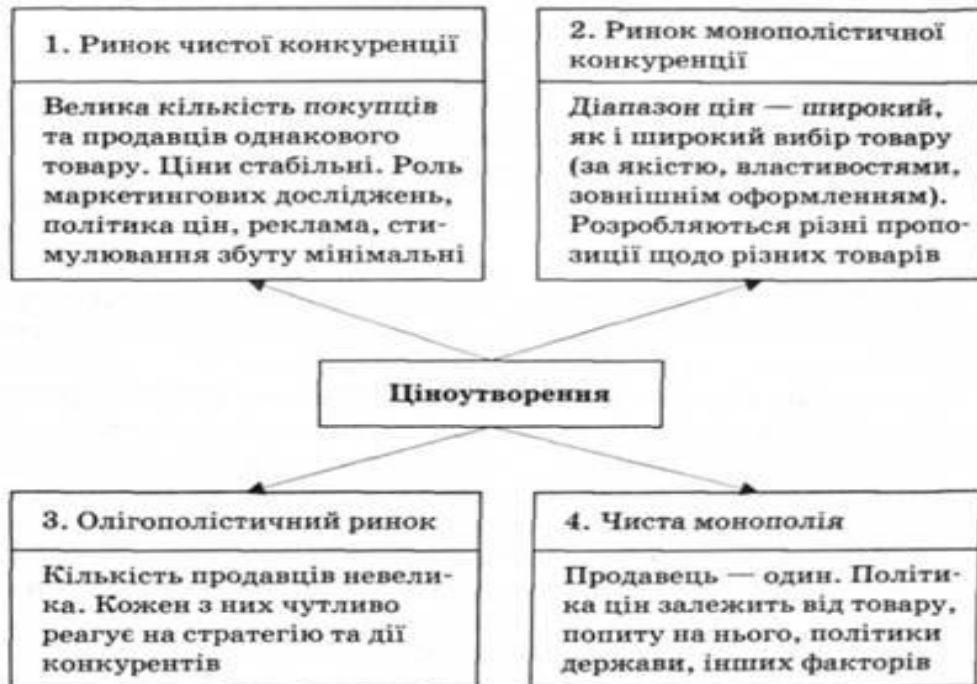 1. Ринок чистої конкуренції
Велика кількість покупців
та продавців однакового
товару. Ціни стабільні. Роль
маркетингових досліджень,
політика цін, реклама, сти-
мулювання збуту мінімальні
2. Ринок монополістичної
конкуренції
Діапазон цін — широкий,
як і широкий вибір товару
(за якістю, властивостями,
зовнішнім оформленням).
Розробляються різні пропо-
зиції щодо різних товарів
Ціноутворення
3. Олігополістичний ринок
Кількість продавців невели-
ка. Кожен з них чутливо
реагує на стратегію та дії
конкурентів
4. Чиста монополія
Продавець — один. Політи-
ка цін залежить від товару,
попиту на нього, політики
держави, інших факторів